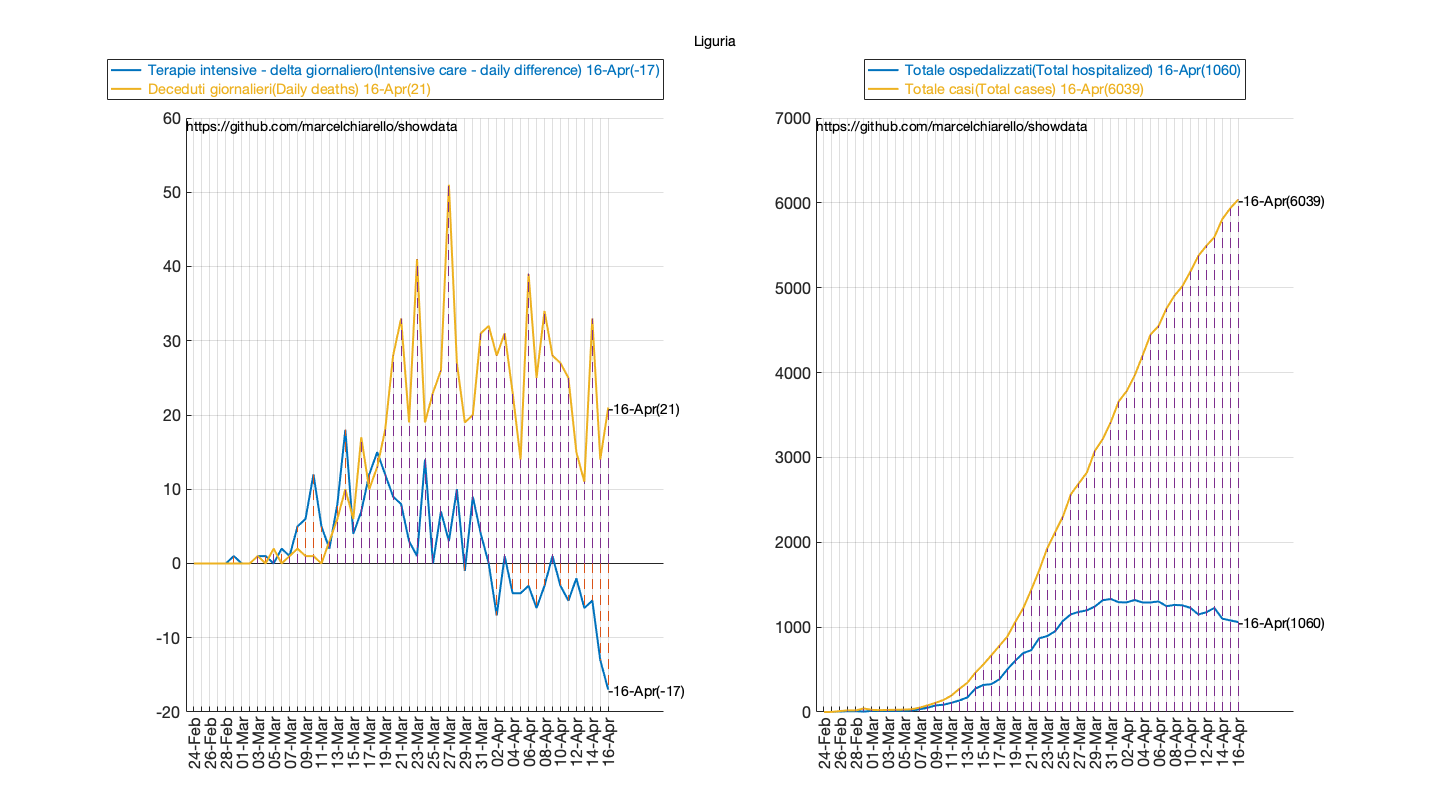 Liguria
Terapie intensive - delta giornaliero(Intensive care - daily difference) 16-Apr(-17)
Deceduti giornalieri(Daily deaths) 16-Apr(21)
https://github.com/marcelchiarello/showdata
60
50
40
30
20
10
0
-10
-20
16-Apr(21)
16-Apr(-17)
24-Feb
26-Feb
28-Feb
01-Mar
03-Mar
05-Mar
07-Mar
09-Mar
11-Mar
13-Mar
15-Mar
17-Mar
19-Mar
21-Mar
23-Mar
25-Mar
27-Mar
29-Mar
31-Mar
02-Apr
04-Apr
06-Apr
08-Apr
10-Apr
12-Apr
14-Apr
16-Apr
Totale ospedalizzati(Total hospitalized) 16-Apr(1060)
Totale casi(Total cases) 16-Apr(6039)
https://github.com/marcelchiarello/showdata
7000
6000
5000
4000
3000
2000
1000
0
16-Apr(6039)
16-Apr(1060)
24-Feb
26-Feb
28-Feb
01-Mar
03-Mar
05-Mar
07-Mar
09-Mar
11-Mar
13-Mar
15-Mar
17-Mar
19-Mar
21-Mar
23-Mar
25-Mar
27-Mar
29-Mar
31-Mar
02-Apr
04-Apr
06-Apr
08-Apr
10-Apr
12-Apr
14-Apr
16-Apr